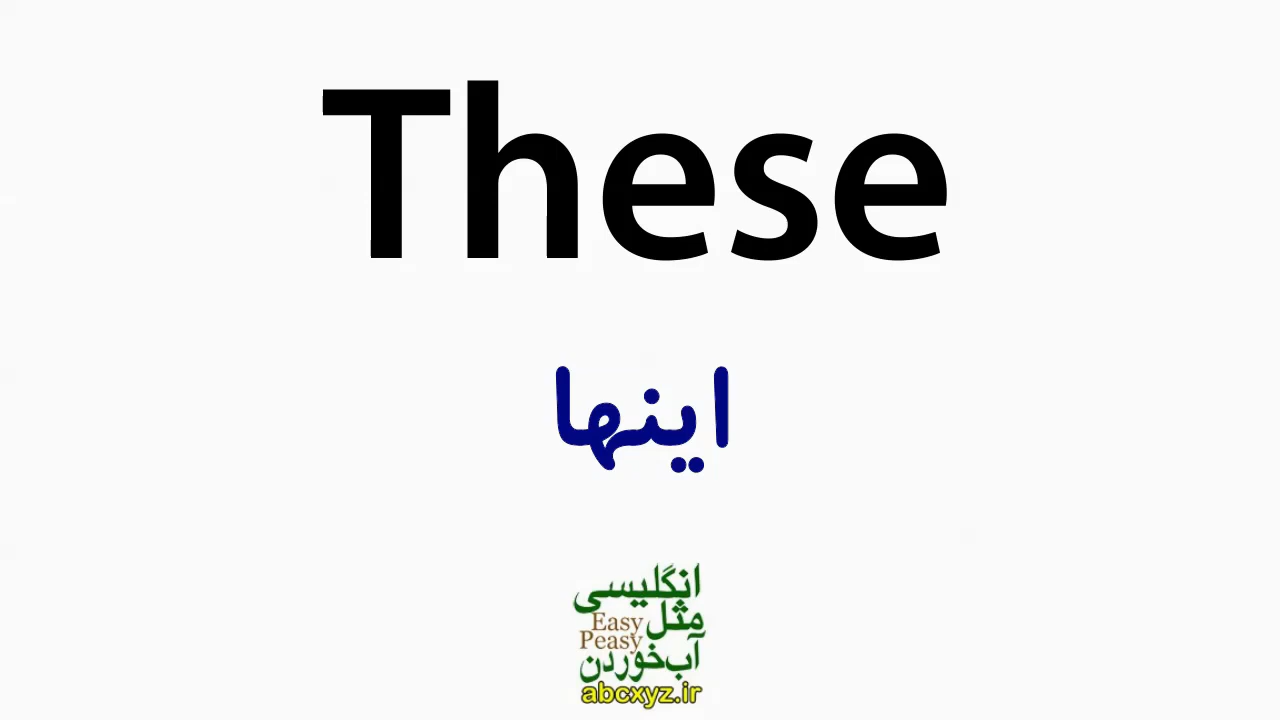 These
اینها
انگلیسی
مثل Easy
Peasy
آب‌خوردن
abcxyz.ir